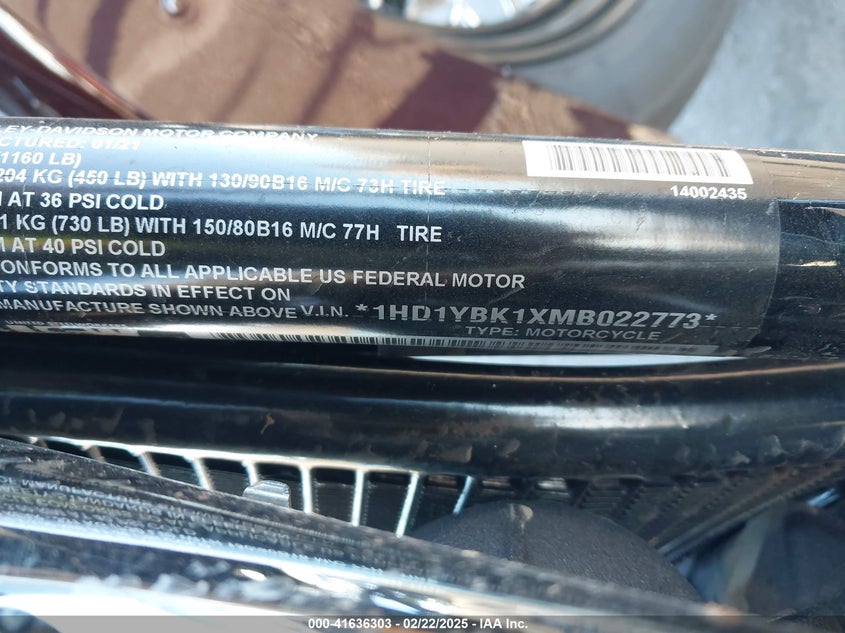 LEY-DAVIDSON MOTOR COMPANY
CTURED: 01/21
1160 LB)
204 KG (450 LB) WITH 130/90B16 M/C 73H TIRE
AT 36 PSI COLD
1 KG (730 LB) WITH 150/80B16 M/C 77H TIRE
AT 40 PSI COLD
ONFORMS TO ALL APPLICABLE US FEDERAL MOTOR
TY STANDARDS IN EFFECT ON
MANUFACTURE SHOWN ABOVE V.I.N. *1HD1YBK1XMB022773*
TYPE: MOTORCYCLE
14002435
000-41636303 - 02/22/2025 - IAA Inc.